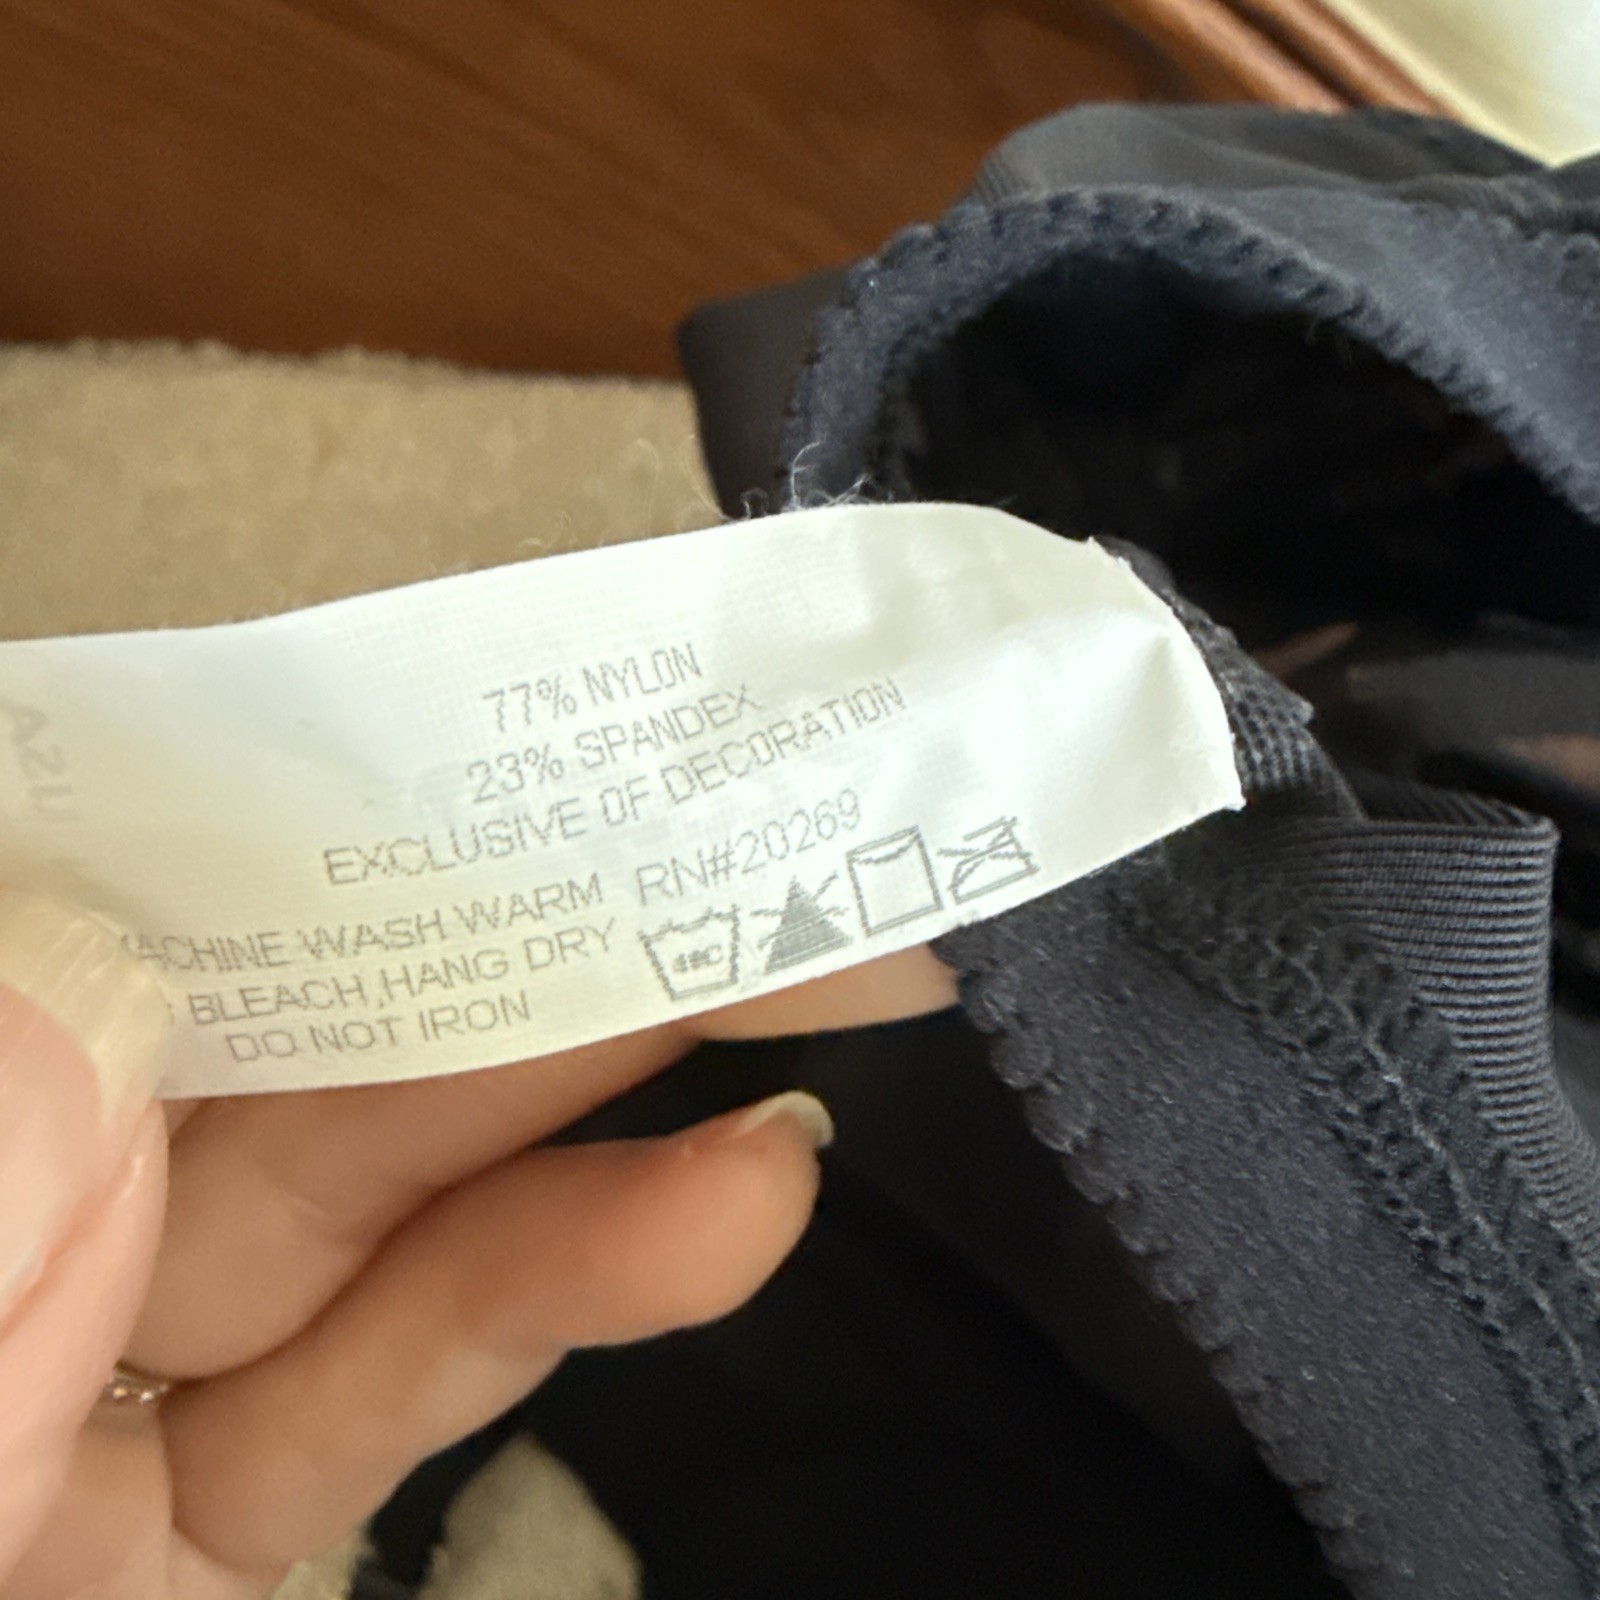 77% NYLON
23% SPANDEX
EXCLUSIVE OF DECORATION
RN#20269
MACHINE WASH WARM
BLEACH,HANG DRY
DO NOT IRON